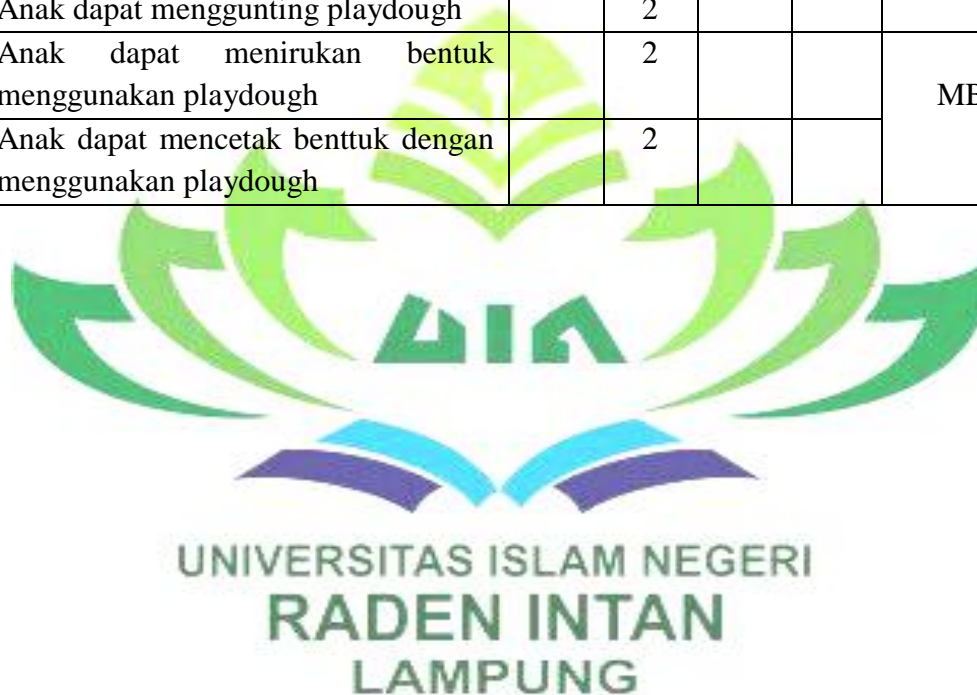 Anak dapat menggunting playdough 2
Anak dapat menirukan bentuk 2
menggunakan playdough
Anak dapat mencetak benttuk dengan 2
menggunakan playdough
UIN
UNIVERSITAS ISLAM NEGERI
RADEN INTAN
LAMPUNG